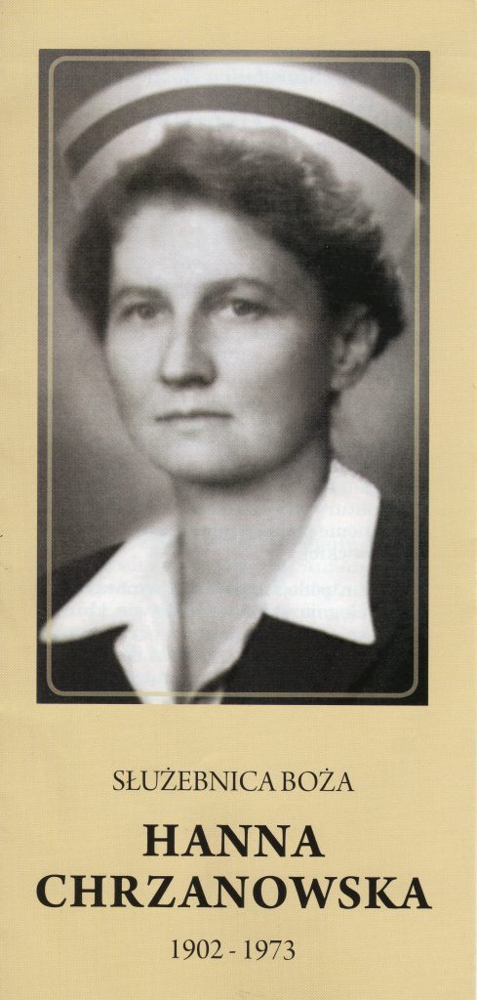 SŁUŻEBNICA BOŻA
HANNA
CHRZANOWSKA
1902 - 1973